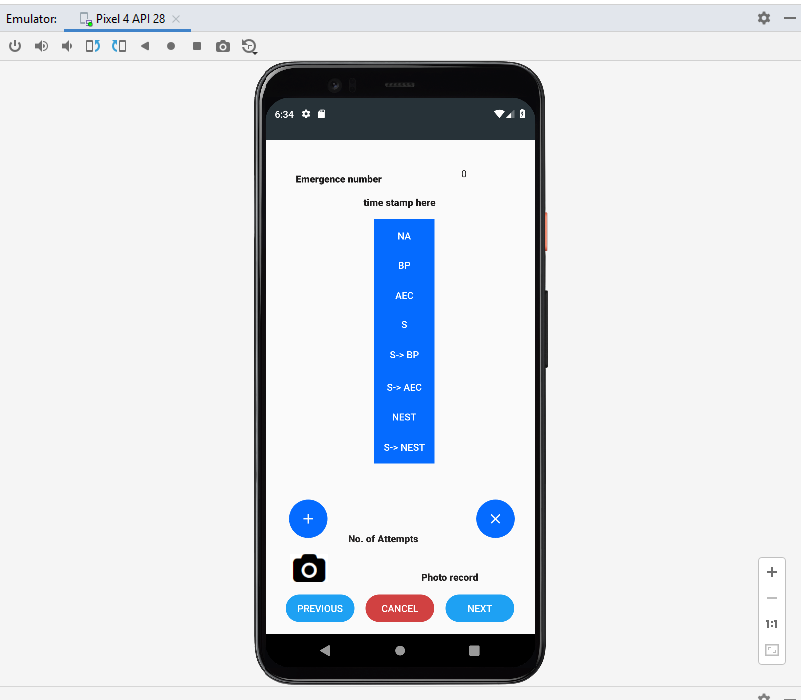 Emulator: Pixel 4 API 28
6:34
Emergence number 0
time stamp here
NA
BP
AEC
S
S-> BP
S-> AEC
NEST
S-> NEST
No. of Attempts
Photo record
PREVIOUS CANCEL NEXT
1:1